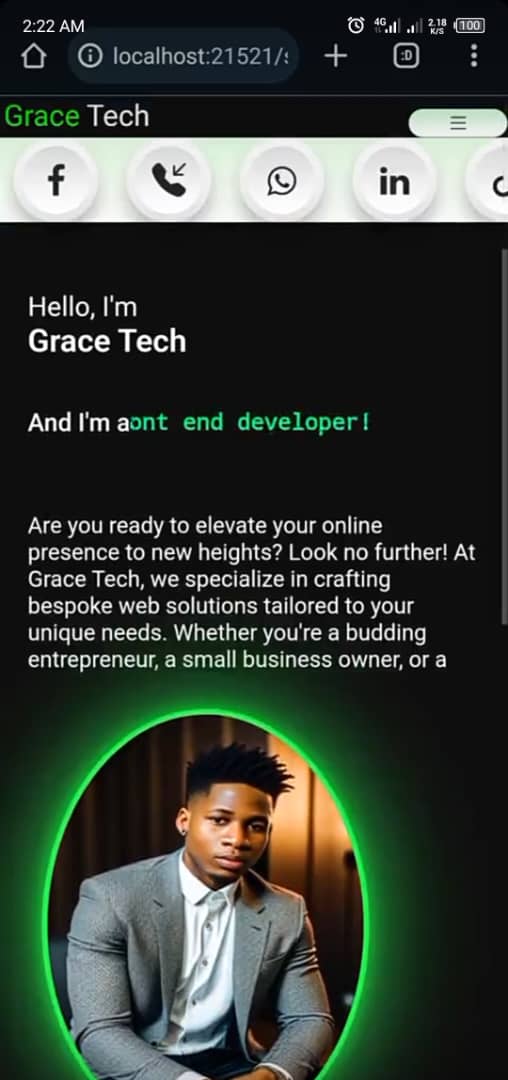 2:22 AM
4G
2.18
K/S
100
localhost:21521/
:D
Grace Tech
f
in
Hello, I'm
Grace Tech
And I'm a
ont end developer!
Are you ready to elevate your online
presence to new heights? Look no further! At
Grace Tech, we specialize in crafting
bespoke web solutions tailored to your
unique needs. Whether you're a budding
entrepreneur, a small business owner, or a